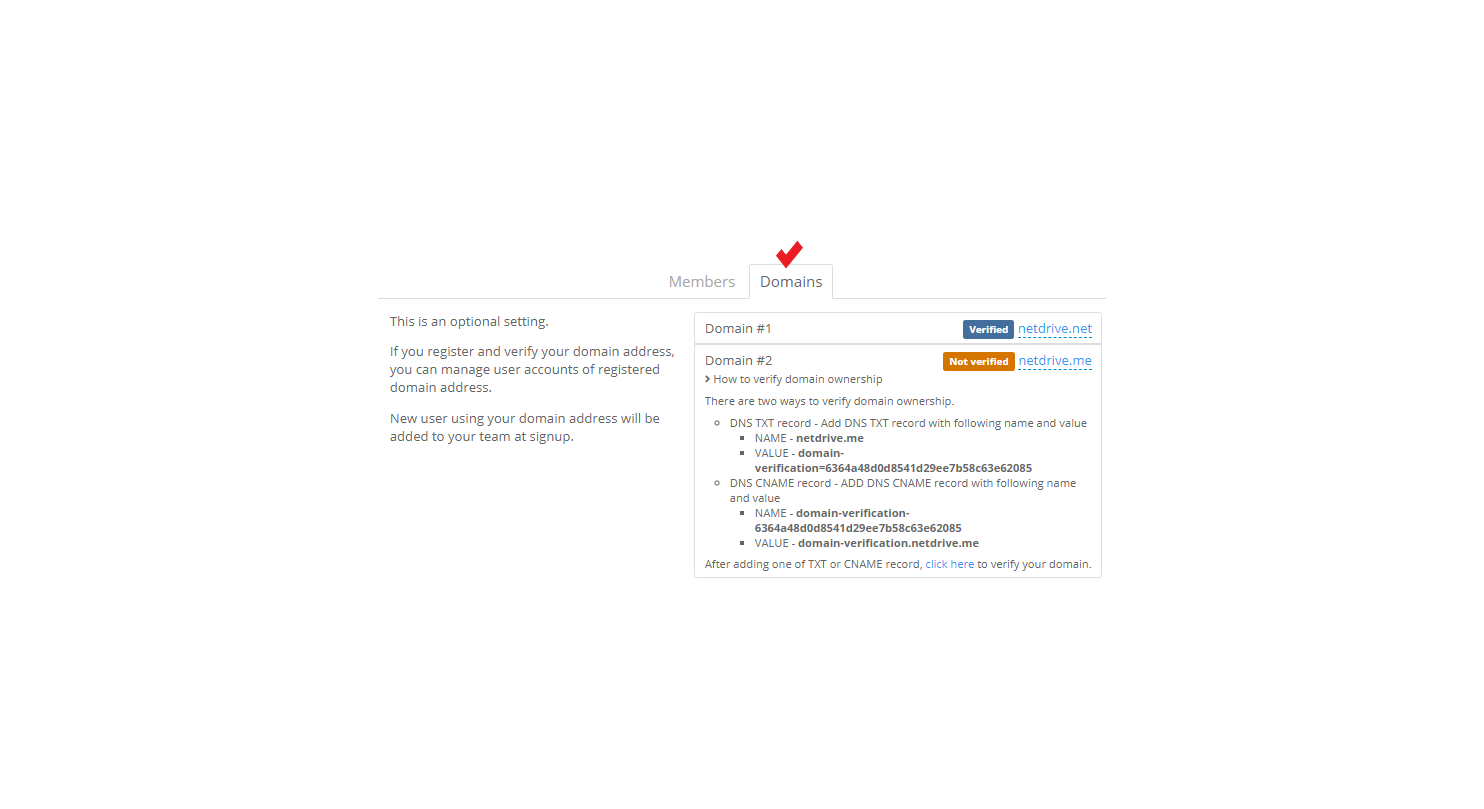 Members
Domains
This is an optional setting.
If you register and verify your domain address,
you can manage user accounts of registered
domain address.
New user using your domain address will be
added to your team at signup.
Domain #1
Verified
netdrive.net
Domain #2
Not verified
netdrive.me
How to verify domain ownership
There are two ways to verify domain ownership.
DNS TXT record - Add DNS TXT record with following name and value
NAME - netdrive.me
VALUE - domain-
verification=6364a48d0d8541d29ee7b58c63e62085
DNS CNAME record - ADD DNS CNAME record with following name
and value
NAME - domain-verification-
6364a48d0d8541d29ee7b58c63e62085
VALUE - domain-verification.netdrive.me
After adding one of TXT or CNAME record, click here to verify your domain.